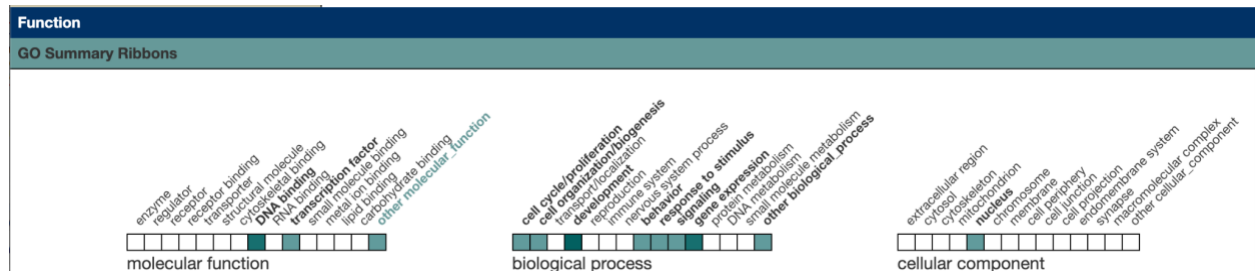 Function
GO Summary Ribbons
enzyme
regulator
receptor
receptor binding
transporter
structural molecule
cytoskeletal binding
DNA binding
RNA binding
transcription factor
small molecule binding
metal ion binding
lipid binding
carbohydrate binding
other molecular_function
molecular function
cell cycle/proliferation
cell organization/biogenesis
transport/localization
development
reproduction
immune system process
nervous system process
behavior
response to stimulus
signaling
gene expression
protein metabolism
DNA metabolism
small molecule metabolism
other biological_process
biological process
extracellular region
cytosol
cytoskeleton
mitochondrion
nucleus
chromosome
membrane
cell periphery
cell junction
cell projection
endomembrane system
synapse
macromolecular complex
other cellular_component
cellular component